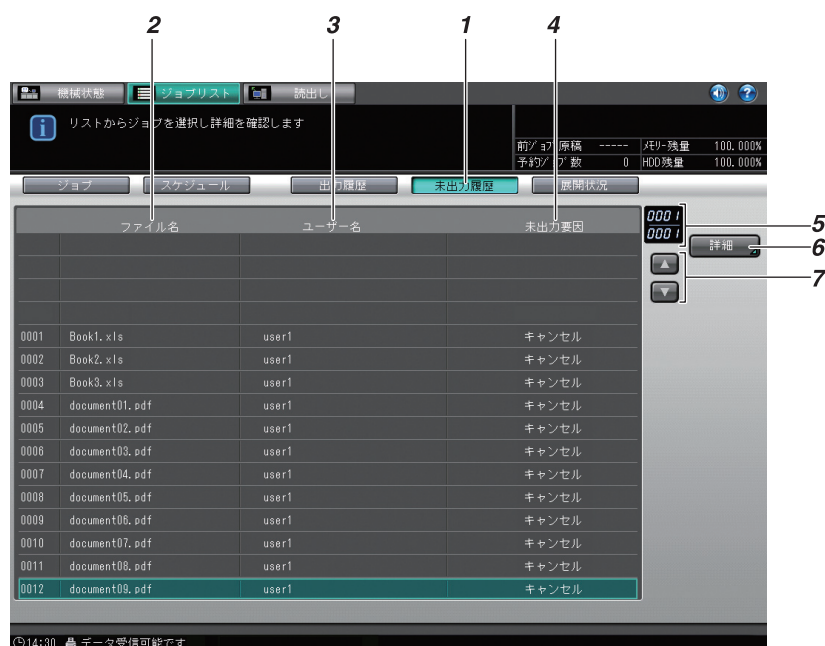 2 3 1 4
機械状態 ジョブリスト 読出し
リストからジョブを選択し詳細を確認します
前ジョブ原稿 ----- メモリー残量 100.000%
予約ジョブ数 0 HDD残量 100.000%
ジョブ スケジュール 出力履歴 未出力履歴 展開状況
ファイル名 ユーザー名 未出力要因
0001
0001
5
詳細 6
7
0001 Book1.xls user1 キャンセル
0002 Book2.xls user1 キャンセル
0003 Book3.xls user1 キャンセル
0004 document01.pdf user1 キャンセル
0005 document02.pdf user1 キャンセル
0006 document03.pdf user1 キャンセル
0007 document04.pdf user1 キャンセル
0008 document05.pdf user1 キャンセル
0009 document06.pdf user1 キャンセル
0010 document07.pdf user1 キャンセル
0011 document08.pdf user1 キャンセル
0012 document09.pdf user1 キャンセル
14:30 データ受信可能です